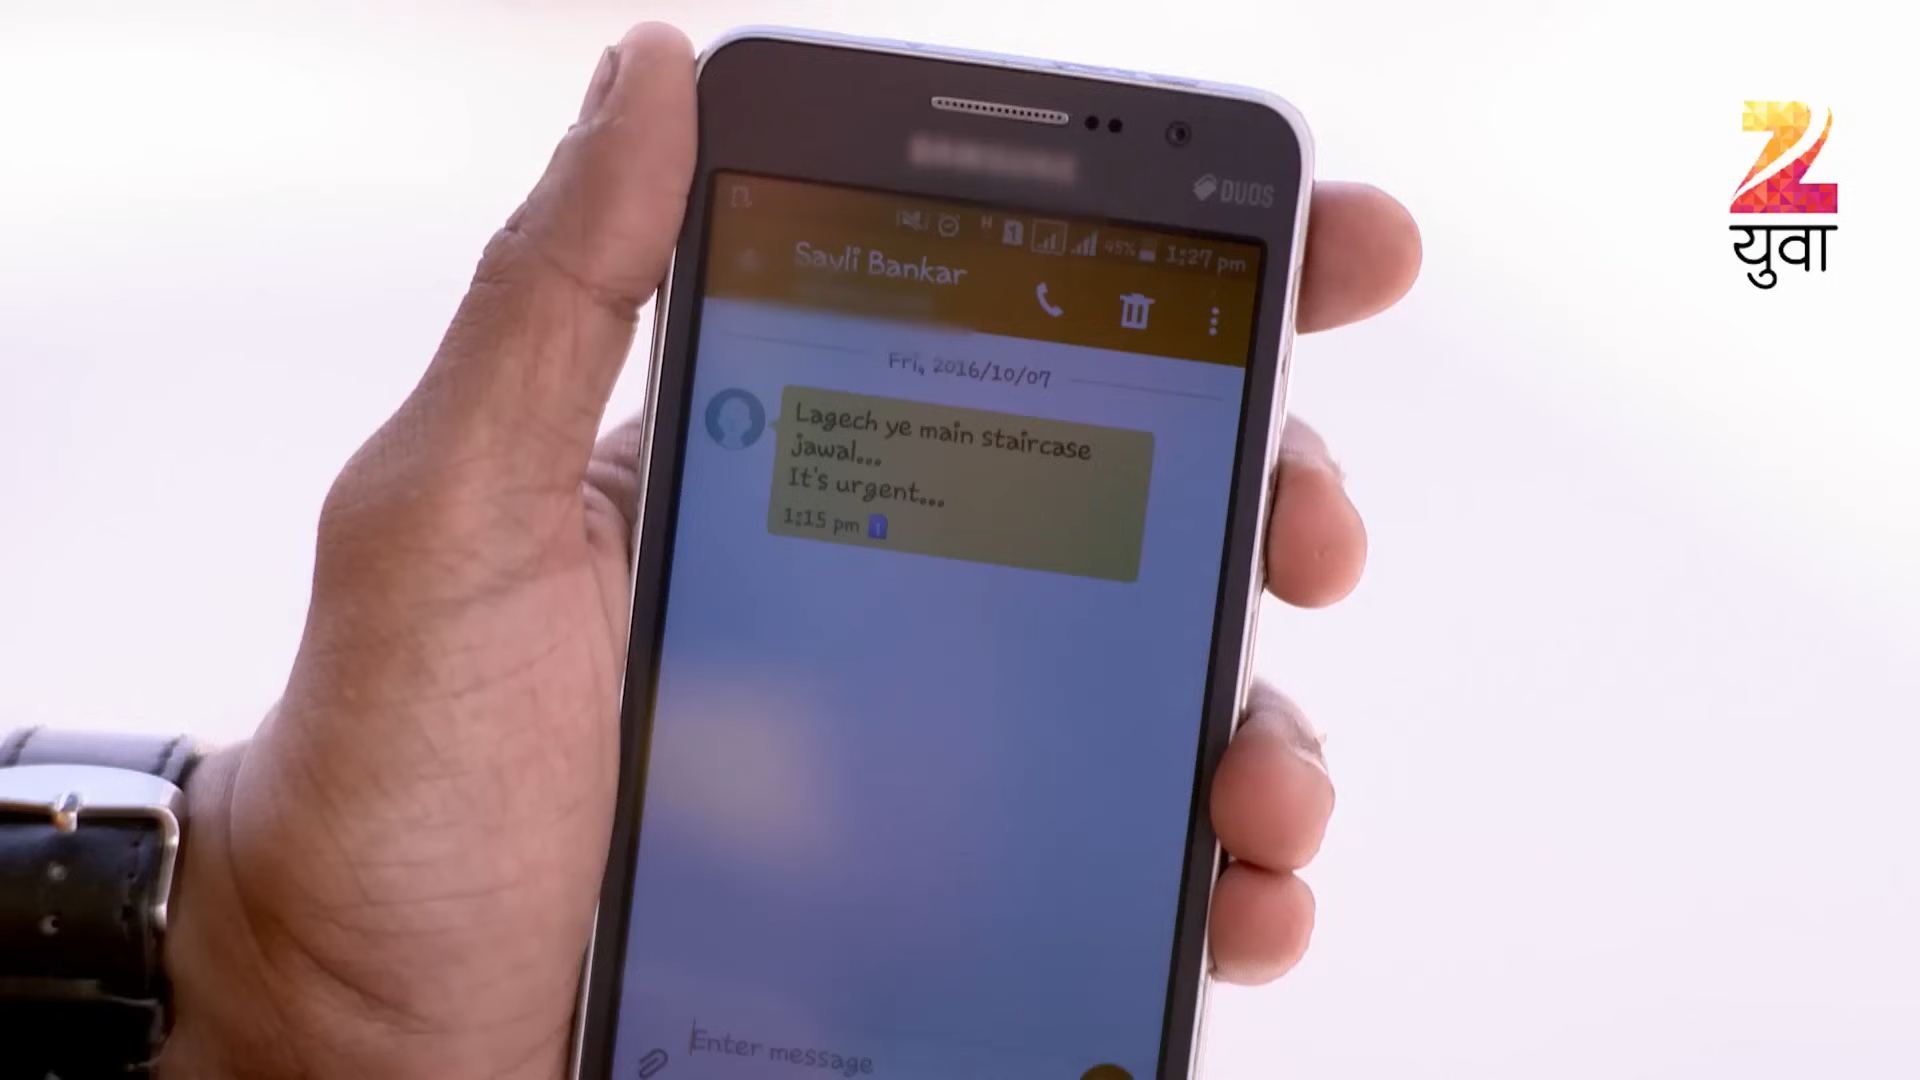 DUOS
45% 1:27 pm
Savli Bankar
Fri, 2016/10/07
Lagech ye main staircase
jawal...
It's urgent...
1:15 pm
Enter message
युवा